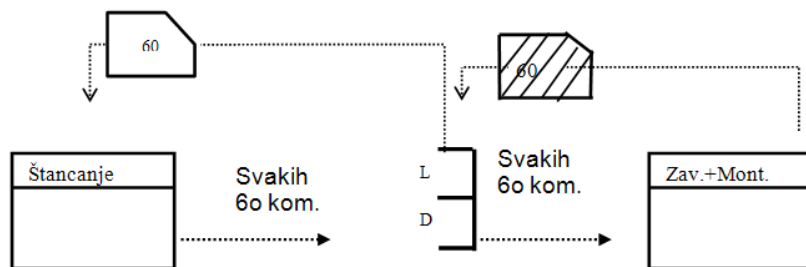 60
60
Štancanje
Svakih
6o kom.
L
D
Svakih
6o kom.
Zav.+Mont.